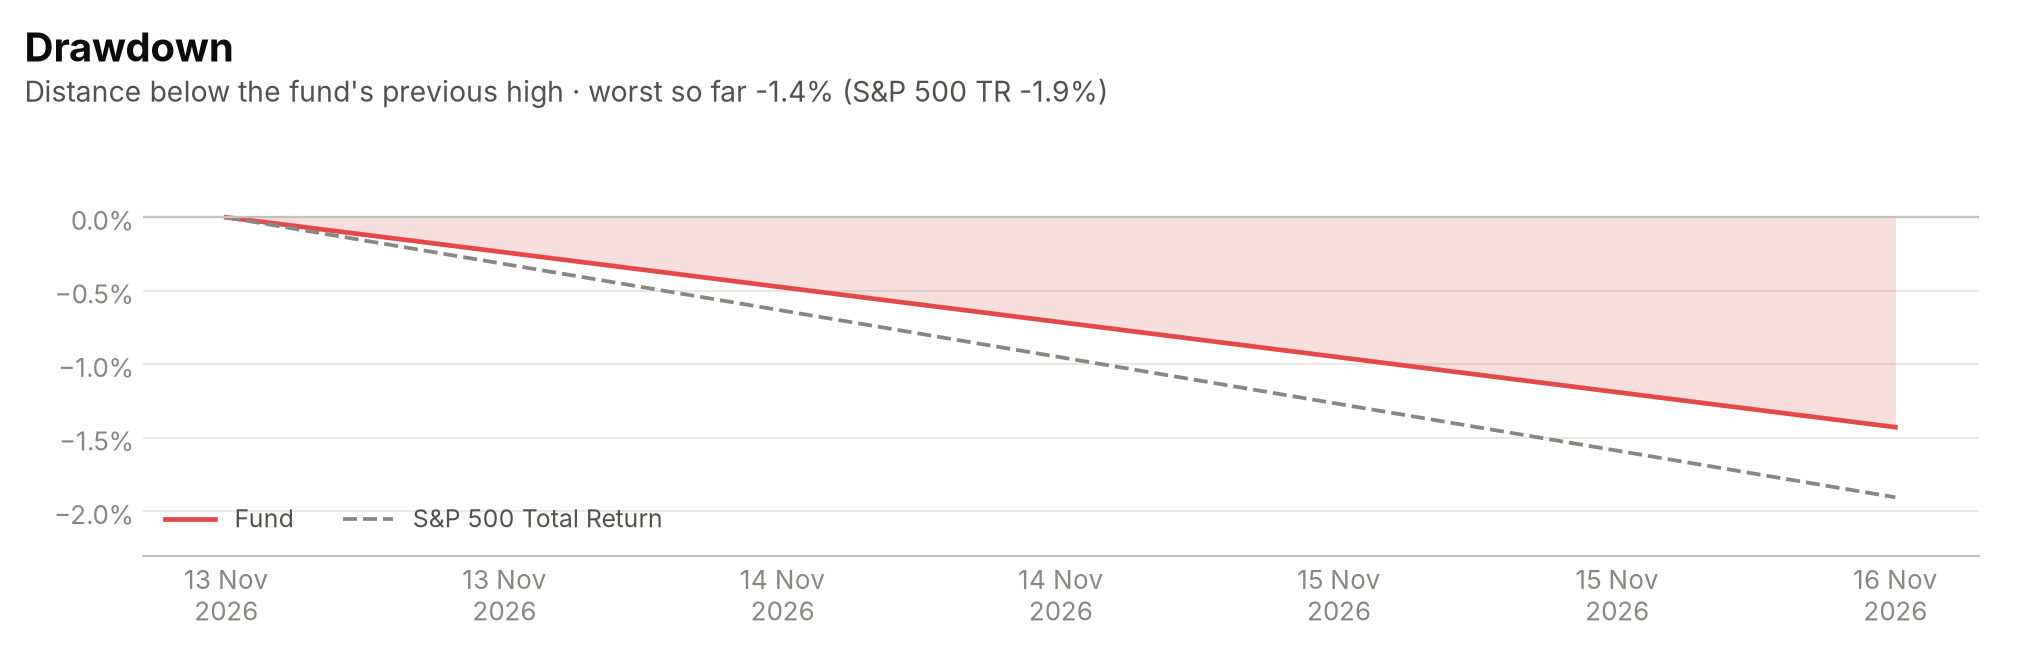 Drawdown
Distance below the fund's previous high · worst so far -1.4% (S&P 500 TR -1.9%)
0.0%
−0.5%
−1.0%
−1.5%
−2.0%
Fund
S&P 500 Total Return
13 Nov
2026
13 Nov
2026
14 Nov
2026
14 Nov
2026
15 Nov
2026
15 Nov
2026
16 Nov
2026